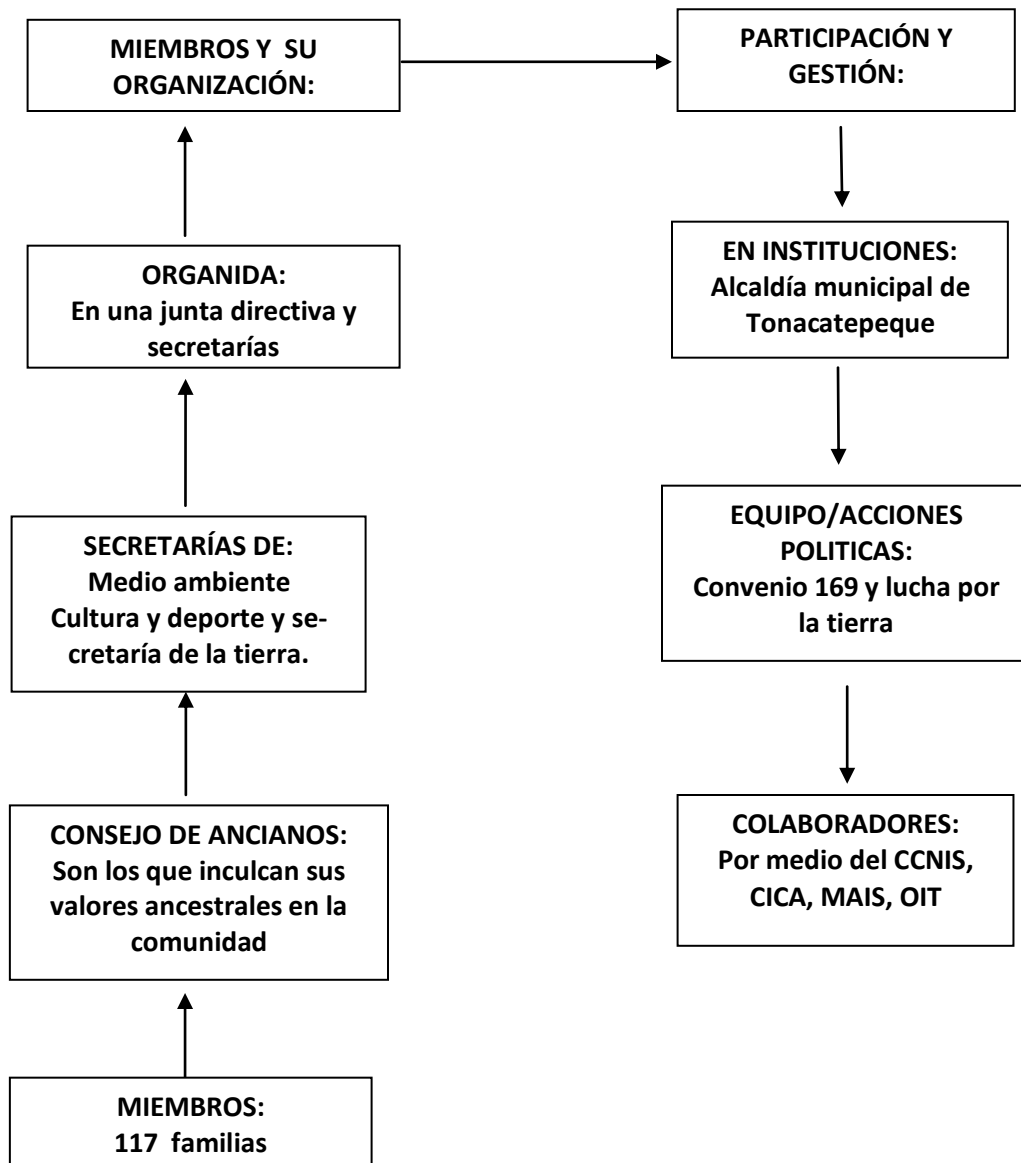 MIEMBROS Y SU
ORGANIZACIÓN:
PARTICIPACIÓN Y
GESTIÓN:
ORGANIDA:
En una junta directiva y
secretarías
EN INSTITUCIONES:
Alcaldía municipal de
Tonacatepeque
SECRETARÍAS DE:
Medio ambiente
Cultura y deporte y se-
cretaría de la tierra.
EQUIPO/ACCIONES
POLITICAS:
Convenio 169 y lucha por
la tierra
CONSEJO DE ANCIANOS:
Son los que inculcan sus
valores ancestrales en la
comunidad
COLABORADORES:
Por medio del CCNIS,
CICA, MAIS, OIT
MIEMBROS:
117 familias